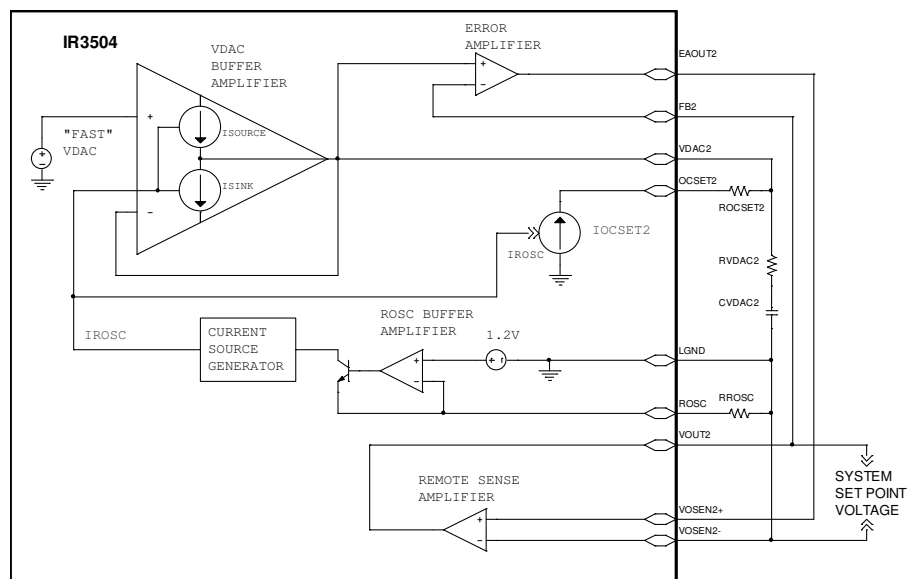 IR3504
VDAC
BUFFER
AMPLIFIER
ERROR
AMPLIFIER
EAOUT2
+
-
"FAST"
VDAC
+
-
+
-
ISOURCE
ISINK
FB2
VDAC2
OCSET2
ROCSET2
IROSC
IOCSET2
RVDAC2
CVDAC2
ROSC BUFFER
AMPLIFIER
1.2V
IROSC
CURRENT
SOURCE
GENERATOR
+
-
+ -
LGND
ROSC
RROSC
VOUT2
REMOTE SENSE
AMPLIFIER
+
-
VOSEN2+
VOSEN2-
SYSTEM
SET POINT
VOLTAGE